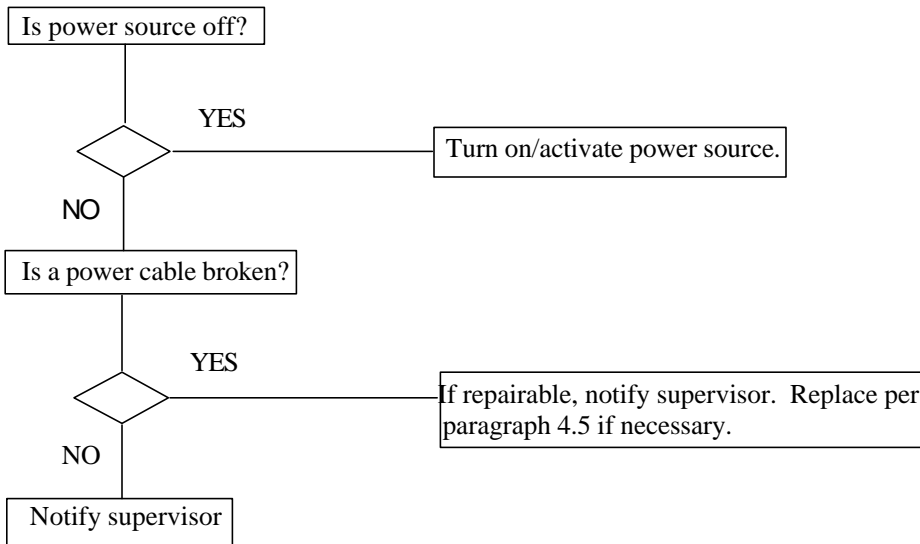 Is power source off?
YES
Turn on/activate power source.
NO
Is a power cable broken?
YES
If repairable, notify supervisor.  Replace per
paragraph 4.5 if necessary.
NO
Notify supervisor